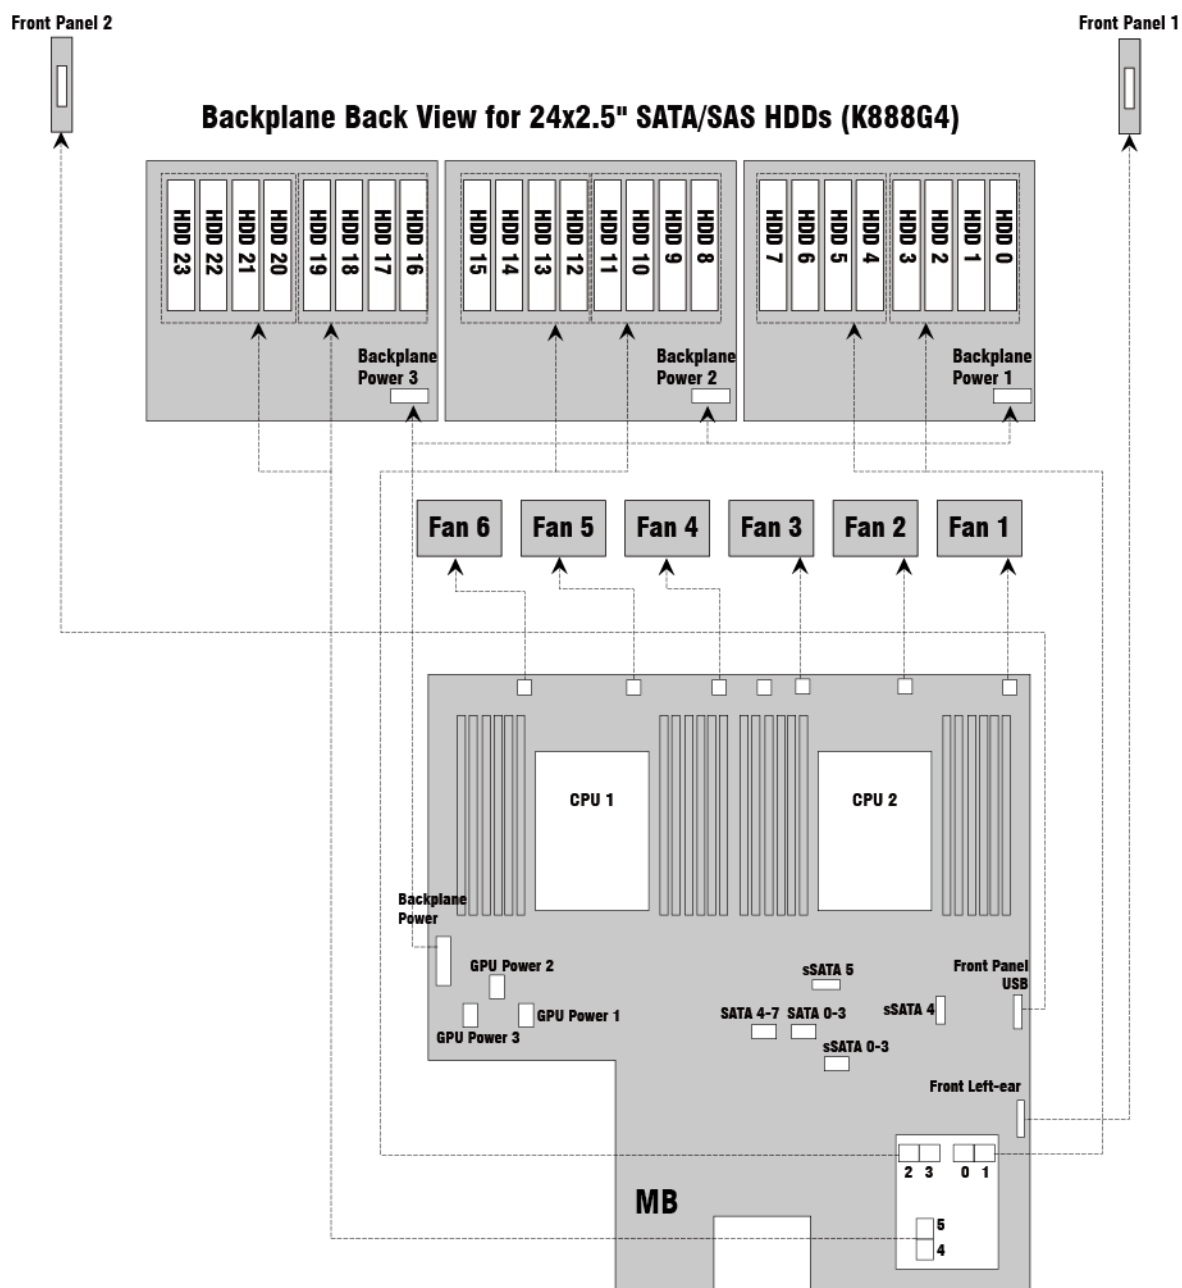 Front Panel 2
Front Panel 1
Backplane Back View for 24x2.5" SATA/SAS HDDs (K888G4)
HDD 23
HDD 22
HDD 21
HDD 20
HDD 19
HDD 18
HDD 17
HDD 16
HDD 15
HDD 14
HDD 13
HDD 12
HDD 11
HDD 10
HDD 9
HDD 8
HDD 7
HDD 6
HDD 5
HDD 4
HDD 3
HDD 2
HDD 1
HDD 0
Backplane
Power 3
Backplane
Power 2
Backplane
Power 1
Fan 6
Fan 5
Fan 4
Fan 3
Fan 2
Fan 1
CPU 1
CPU 2
Backplane
Power
GPU Power 2
GPU Power 1
GPU Power 3
sSATA 5
SATA 4-7
SATA 0-3
sSATA 4
sSATA 0-3
Front Panel
USB
Front Left-ear
2
3
0
1
MB
5
4